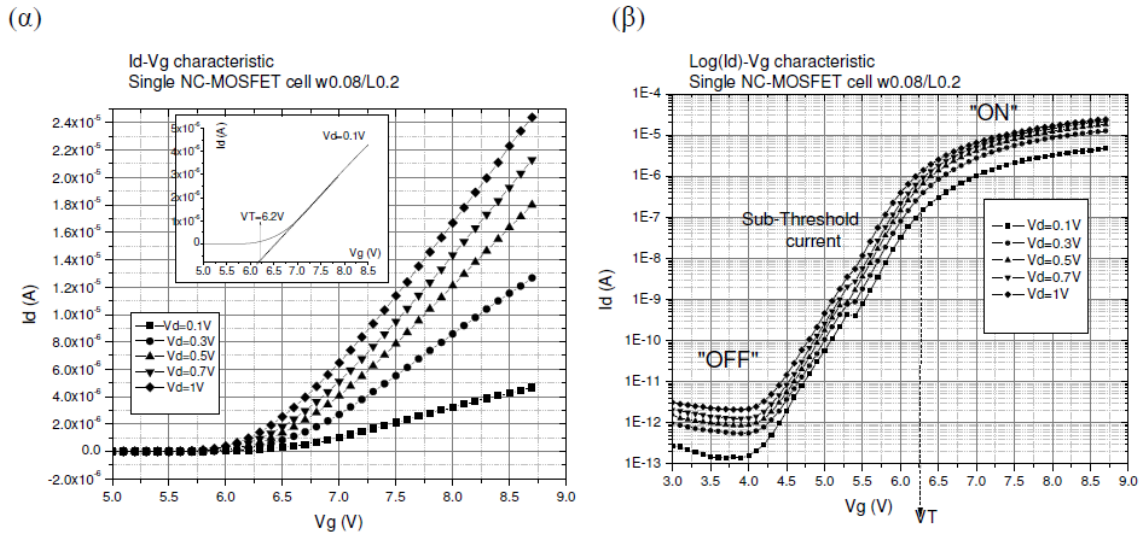 (α)
Id-Vg characteristic
Single NC-MOSFET cell w0.08/L0.2
2.4x10⁻⁵
2.2x10⁻⁵
2.0x10⁻⁵
1.8x10⁻⁵
1.6x10⁻⁵
1.4x10⁻⁵
1.2x10⁻⁵
1.0x10⁻⁵
8.0x10⁻⁶
6.0x10⁻⁶
4.0x10⁻⁶
2.0x10⁻⁶
0.0
-2.0x10⁻⁶
Id (A)
5.0 5.5 6.0 6.5 7.0 7.5 8.0 8.5 9.0
Vg (V)
5x10⁻⁶
4x10⁻⁶
3x10⁻⁶
2x10⁻⁶
1x10⁻⁶
0
Id (A)
Vd=0.1V
VT=6.2V
Vg (V)
5.0 5.5 6.0 6.5 7.0 7.5 8.0 8.5
Vd=0.1V
Vd=0.3V
Vd=0.5V
Vd=0.7V
Vd=1V
(β)
Log(Id)-Vg characteristic
Single NC-MOSFET cell w0.08/L0.2
1E-4
1E-5
1E-6
1E-7
1E-8
1E-9
1E-10
1E-11
1E-12
1E-13
Id (A)
"ON"
Sub-Threshold
current
"OFF"
Vd=0.1V
Vd=0.3V
Vd=0.5V
Vd=0.7V
Vd=1V
3.0 3.5 4.0 4.5 5.0 5.5 6.0 6.5 7.0 7.5 8.0 8.5 9.0
Vg (V)
VT